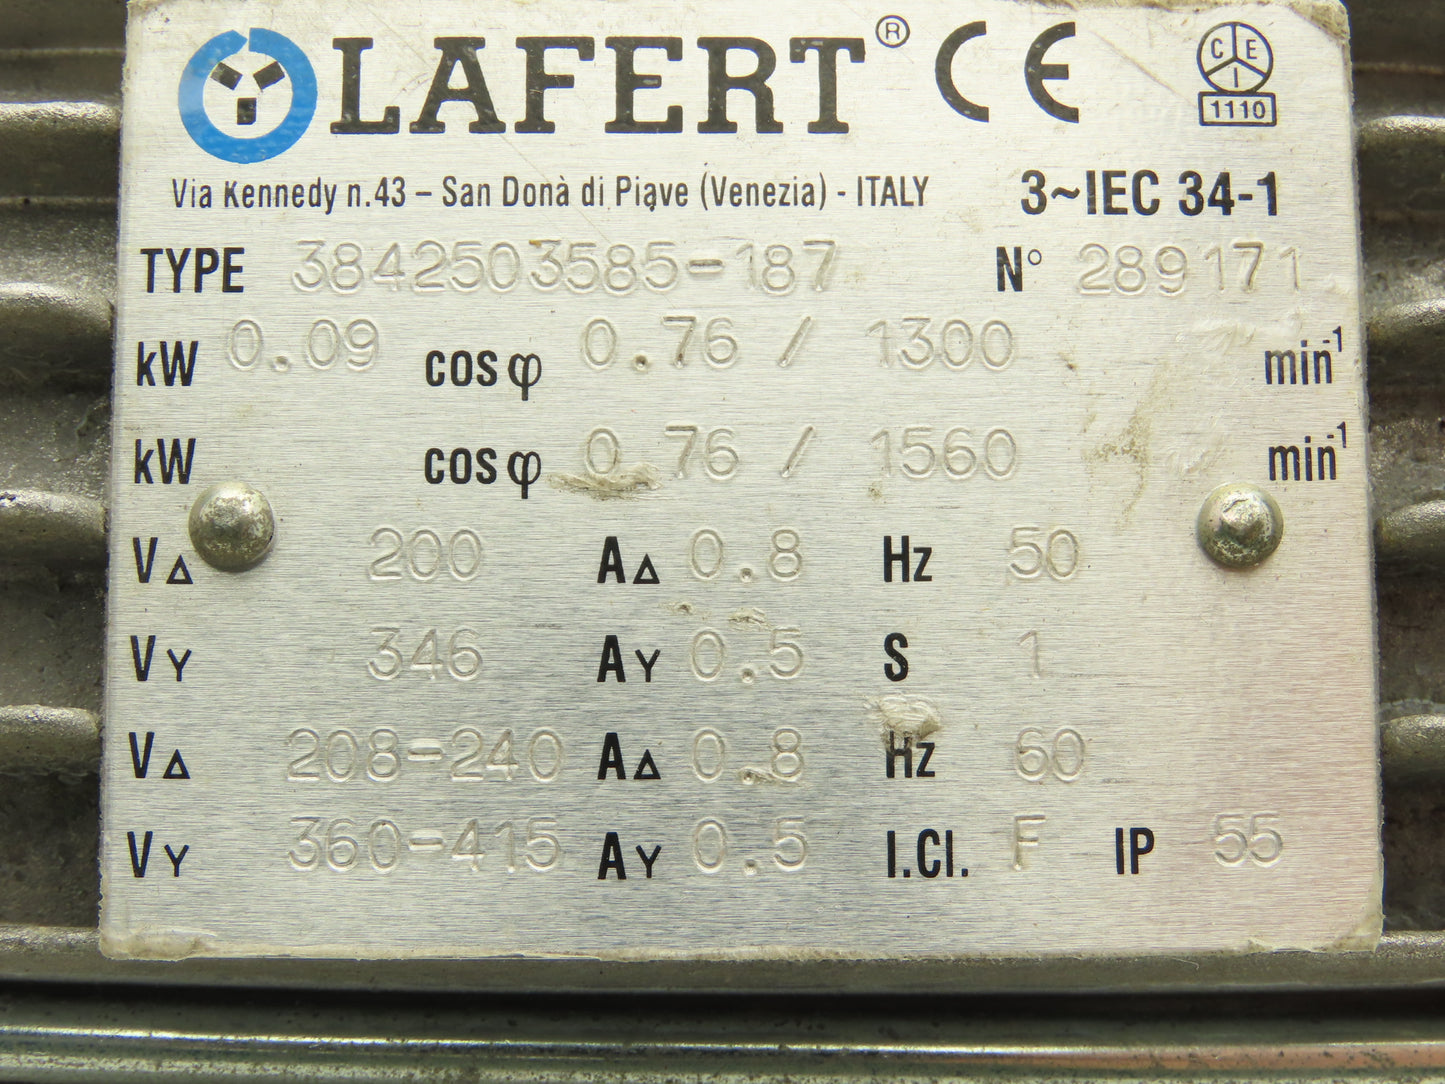 LAFERT® CE CEI 1110
Via Kennedy n.43 – San Donà di Piave (Venezia) - ITALY 3~IEC 34-1
TYPE 3842503585-187 N° 289171
kW 0.09 cosφ 0.76 / 1300 min-1
kW cosφ 0.76 / 1560 min-1
V△ 200 A△ 0.8 Hz 50
VY 346 AY 0.5 S 1
V△ 208-240 A△ 0.8 Hz 60
VY 360-415 AY 0.5 I.Cl. F IP 55